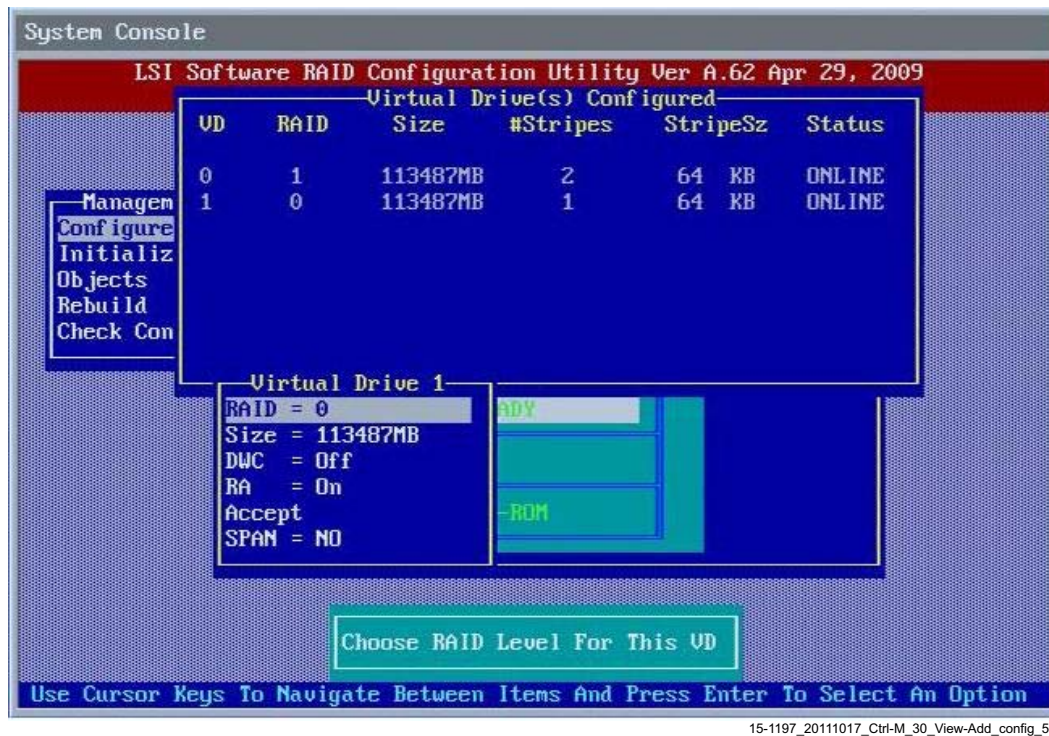 System Console
LSI Software RAID Configuration Utility Ver A.62 Apr 29, 2009
Virtual Drive(s) Configured
VD RAID Size #Stripes StripeSz Status
0 1 113487MB 2 64 KB ONLINE
1 0 113487MB 1 64 KB ONLINE
Managem
Configure
Initializ
Objects
Rebuild
Check Con
Virtual Drive 1
RAID = 0
Size = 113487MB
DWC = Off
RA = On
Accept
SPAN = NO
ADY
-ROM
Choose RAID Level For This VD
Use Cursor Keys To Navigate Between Items And Press Enter To Select An Option
15-1197_20111017_Ctrl-M_30_View-Add_config_5